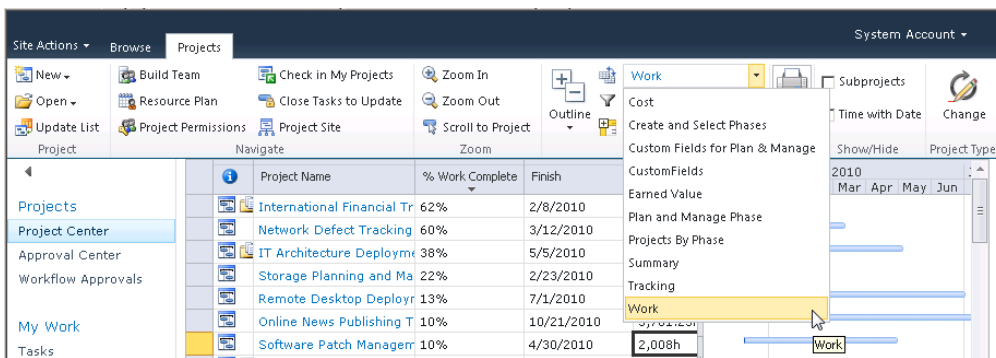 System Account
Site Actions Browse Projects
New Build Team Check in My Projects Zoom In Work Subprojects
Open Resource Plan Close Tasks to Update Zoom Out Outline Time with Date Change
Update List Project Permissions Project Site Scroll to Project
Project Navigate Zoom Show/Hide Project Type
Cost
Create and Select Phases
Custom Fields for Plan & Manage
CustomFields
Earned Value
Plan and Manage Phase
Projects By Phase
Summary
Tracking
Work
Work
Projects
Project Center
Approval Center
Workflow Approvals
My Work
Tasks
Project Name % Work Complete Finish 2010
Mar Apr May Jun
International Financial Tr 62% 2/8/2010
Network Defect Tracking 60% 3/12/2010
IT Architecture Deployme 38% 5/5/2010
Storage Planning and Ma 22% 2/23/2010
Remote Desktop Deployr 13% 7/1/2010
Online News Publishing T 10% 10/21/2010
Software Patch Managem 10% 4/30/2010 2,008h